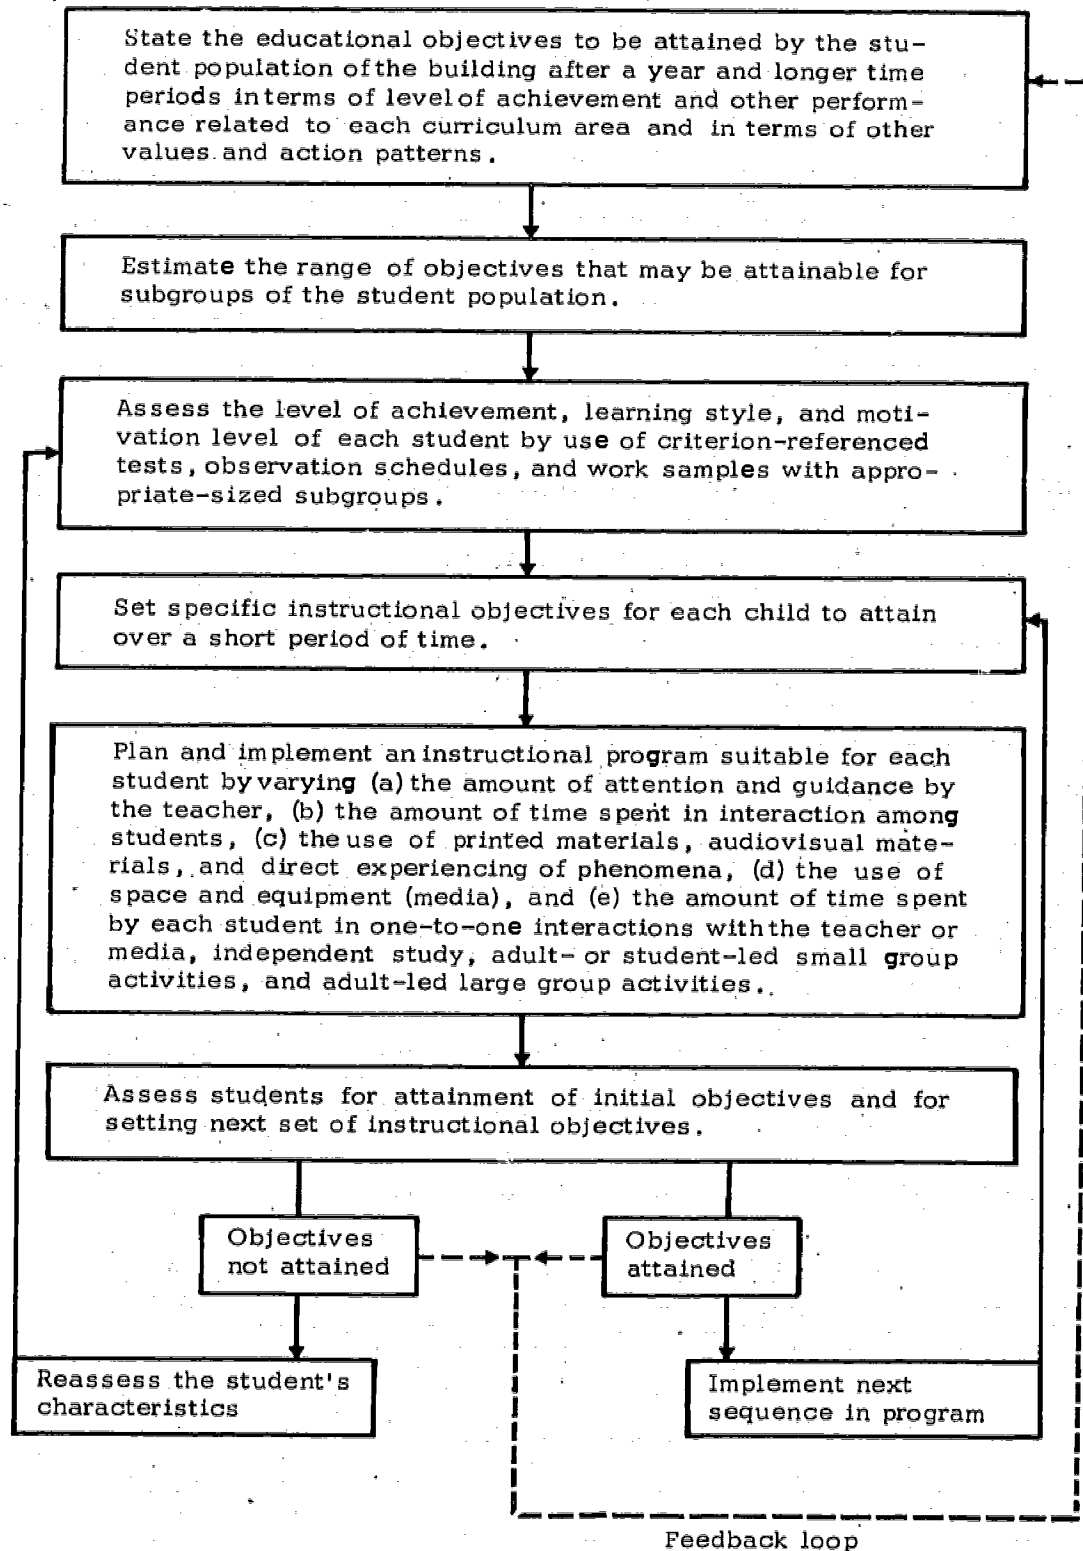 State the educational objectives to be attained by the stu-
dent population of the building after a year and longer time
periods in terms of level of achievement and other perform-
ance related to each curriculum area and in terms of other
values and action patterns.
Estimate the range of objectives that may be attainable for
subgroups of the student population.
Assess the level of achievement, learning style, and moti-
vation level of each student by use of criterion-referenced
tests, observation schedules, and work samples with appro-
priate-sized subgroups.
Set specific instructional objectives for each child to attain
over a short period of time.
Plan and implement an instructional program suitable for each
student by varying (a) the amount of attention and guidance by
the teacher, (b) the amount of time spent in interaction among
students, (c) the use of printed materials, audiovisual mate-
rials, and direct experiencing of phenomena, (d) the use of
space and equipment (media), and (e) the amount of time spent
by each student in one-to-one interactions with the teacher or
media, independent study, adult- or student-led small group
activities, and adult-led large group activities.
Assess students for attainment of initial objectives and for
setting next set of instructional objectives.
Objectives
not attained
Objectives
attained
Reassess the student's
characteristics
Implement next
sequence in program
Feedback loop